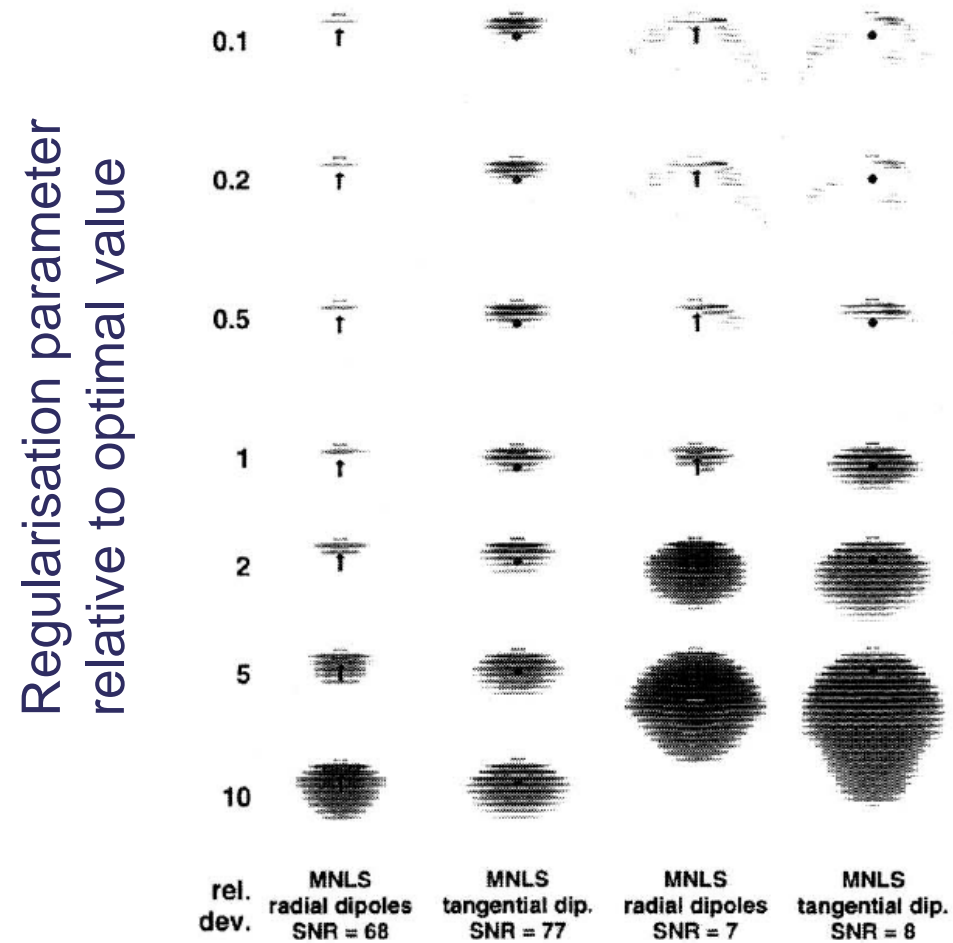 Regularisation parameter
relative to optimal value
0.1
0.2
0.5
1
2
5
10
rel.
dev.
MNLS
radial dipoles
SNR = 68
MNLS
tangential dip.
SNR = 77
MNLS
radial dipoles
SNR = 7
MNLS
tangential dip.
SNR = 8